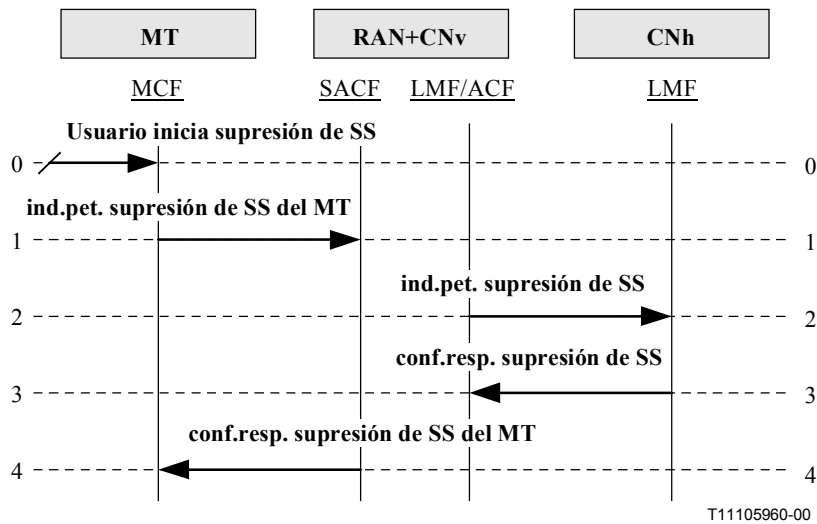 MT RAN+CNv CNh
MCF SACF LMF/ACF LMF
Usuario inicia supresión de SS
0 0
ind.pet. supresión de SS del MT
1 1
ind.pet. supresión de SS
2 2
conf.resp. supresión de SS
3 3
conf.resp. supresión de SS del MT
4 4
T11105960-00